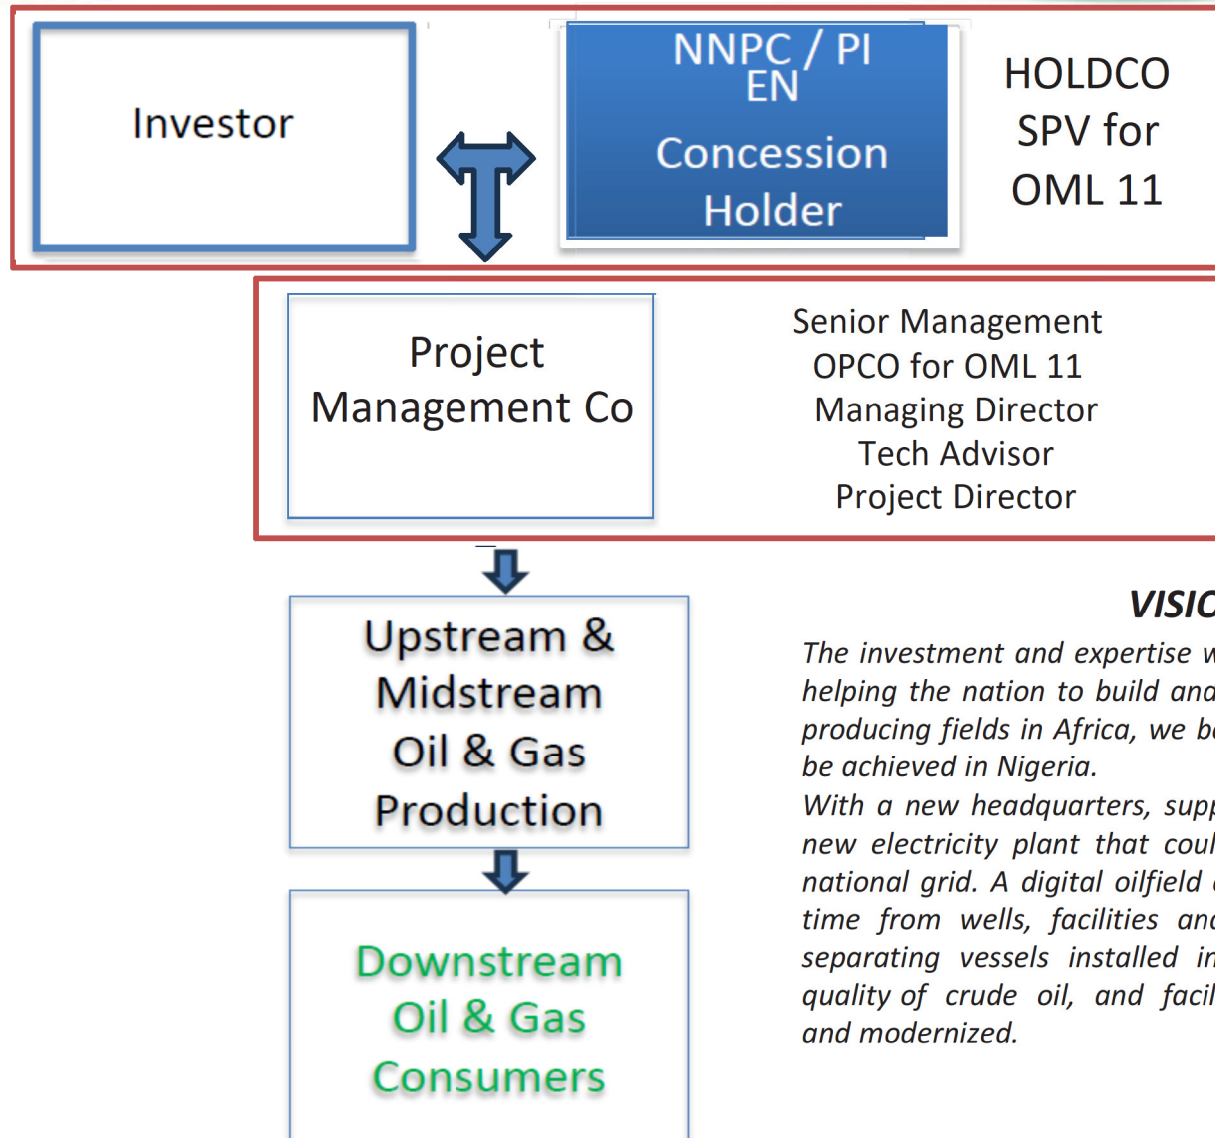 Investor
NNPC / PI
EN
Concession
Holder
HOLDCO
SPV for
OML 11
Project
Management Co
Senior Management
OPCO for OML 11
Managing Director
Tech Advisor
Project Director
Upstream &
Midstream
Oil & Gas
Production
Downstream
Oil & Gas
Consumers
The investment and expertise
helping the nation to build and
producing fields in Africa, we
be achieved in Nigeria.
With a new headquarters,
new electricity plant that
national grid. A digital oilfield
time from wells, facilities
separating vessels installed
quality of crude oil, and
and modernized.